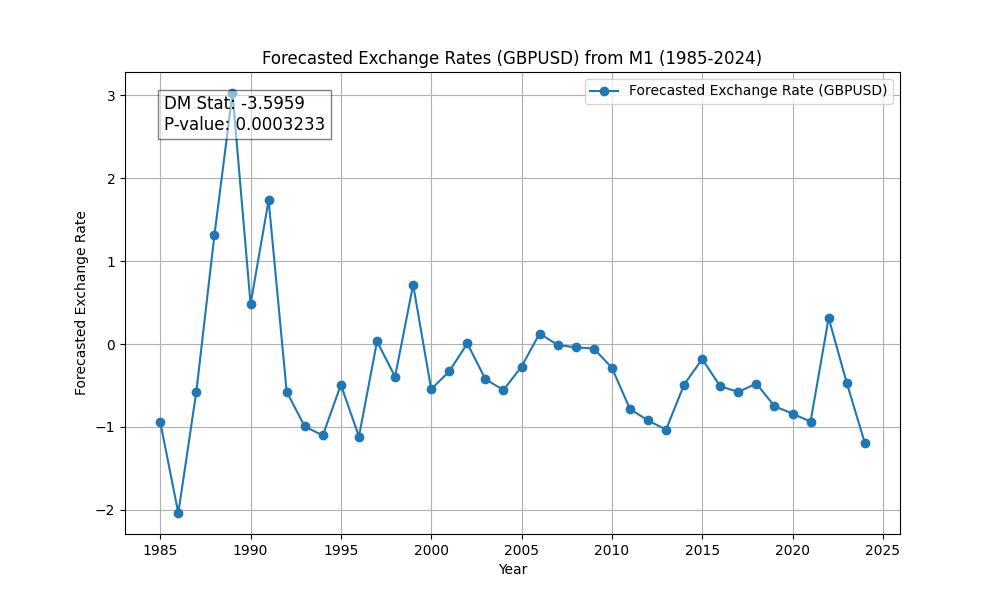 Forecasted Exchange Rates (GBPUSD) from M1 (1985-2024)
DM Stat: -3.5959
P-value: 0.0003233
Forecasted Exchange Rate (GBPUSD)
Forecasted Exchange Rate
3
2
1
0
−1
−2
1985 1990 1995 2000 2005 2010 2015 2020 2025
Year